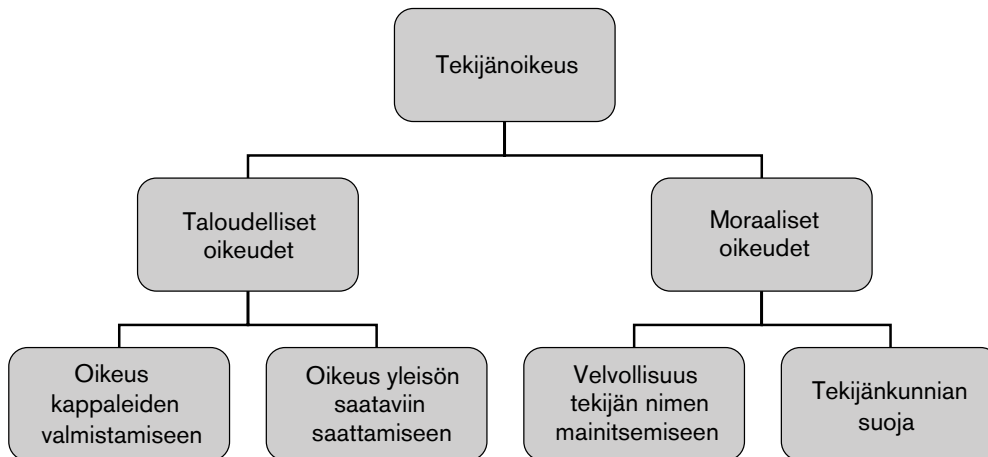 Tekijänoikeus
Taloudelliset
oikeudet
Moraaliset
oikeudet
Oikeus
kappaleiden
valmistamiseen
Oikeus yleisön
saataviin
saattamiseen
Velvollisuus
tekijän nimen
mainitsemiseen
Tekijänkunnian
suoja